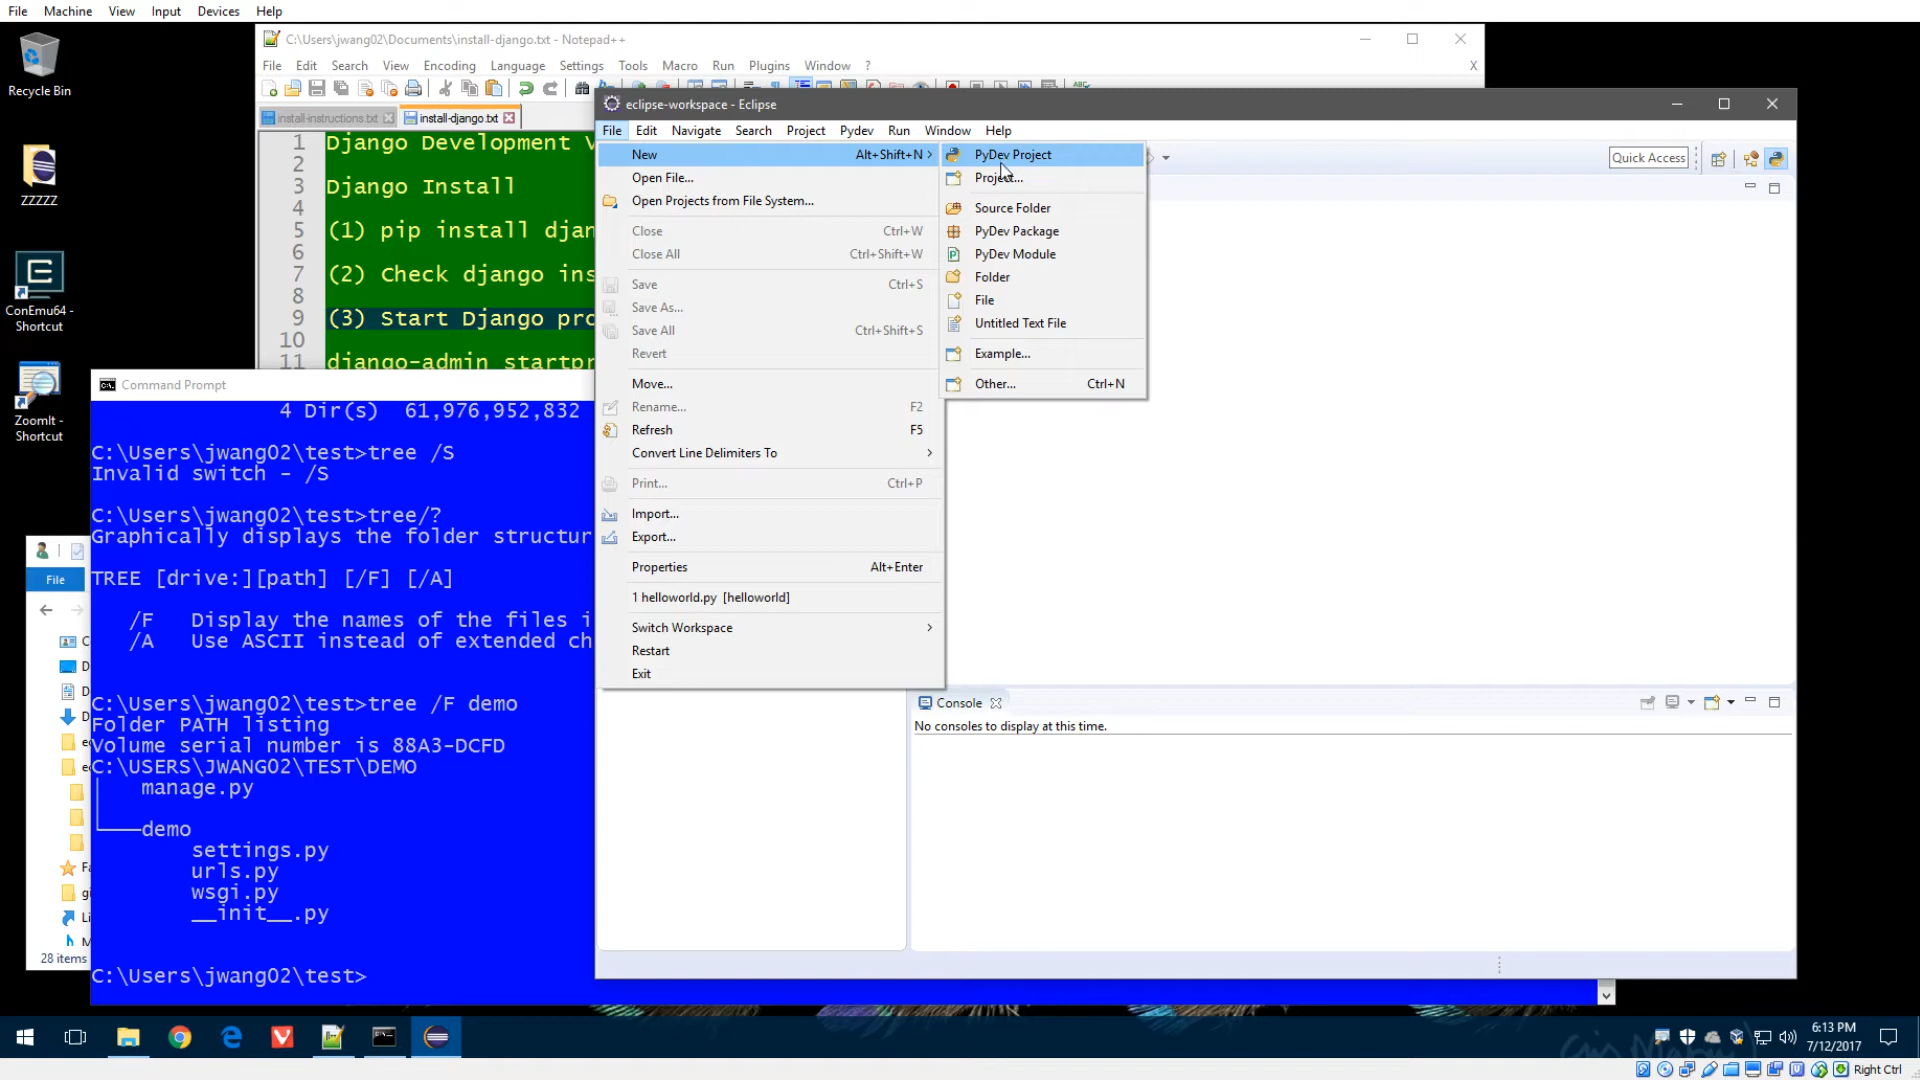 File Machine View Input Devices Help
Recycle Bin
ZZZZZ
ConEmu64 - Shortcut
ZoomIt - Shortcut
C:\Users\jwang02\Documents\install-django.txt - Notepad++
File Edit Search View Encoding Language Settings Tools Macro Run Plugins Window ? X
install-instructions.txt install-django.txt
1 Django Development V
2
3 Django Install
4
5 (1) pip install djan
6
7 (2) Check django ins
8
9 (3) Start Django pro
10
11 django-admin startpr
eclipse-workspace - Eclipse
File Edit Navigate Search Project Pydev Run Window Help
Quick Access
New Alt+Shift+N
Open File...
Open Projects from File System...
Close Ctrl+W
Close All Ctrl+Shift+W
Save Ctrl+S
Save As...
Save All Ctrl+Shift+S
Revert
Move...
Rename... F2
Refresh F5
Convert Line Delimiters To
Print... Ctrl+P
Import...
Export...
Properties Alt+Enter
1 helloworld.py [helloworld]
Switch Workspace
Restart
Exit
PyDev Project
Project...
Source Folder
PyDev Package
PyDev Module
Folder
File
Untitled Text File
Example...
Other... Ctrl+N
Console
No consoles to display at this time.
Command Prompt
4 Dir(s) 61,976,952,832
C:\Users\jwang02\test>tree /S
Invalid switch - /S
C:\Users\jwang02\test>tree/?
Graphically displays the folder structur
TREE [drive:][path] [/F] [/A]
/F Display the names of the files i
/A Use ASCII instead of extended ch
C:\Users\jwang02\test>tree /F demo
Folder PATH listing
Volume serial number is 88A3-DCFD
C:\USERS\JWANG02\TEST\DEMO
manage.py
demo
settings.py
urls.py
wsgi.py
__init__.py
C:\Users\jwang02\test>
File
28 items
6:13 PM
7/12/2017
Right Ctrl